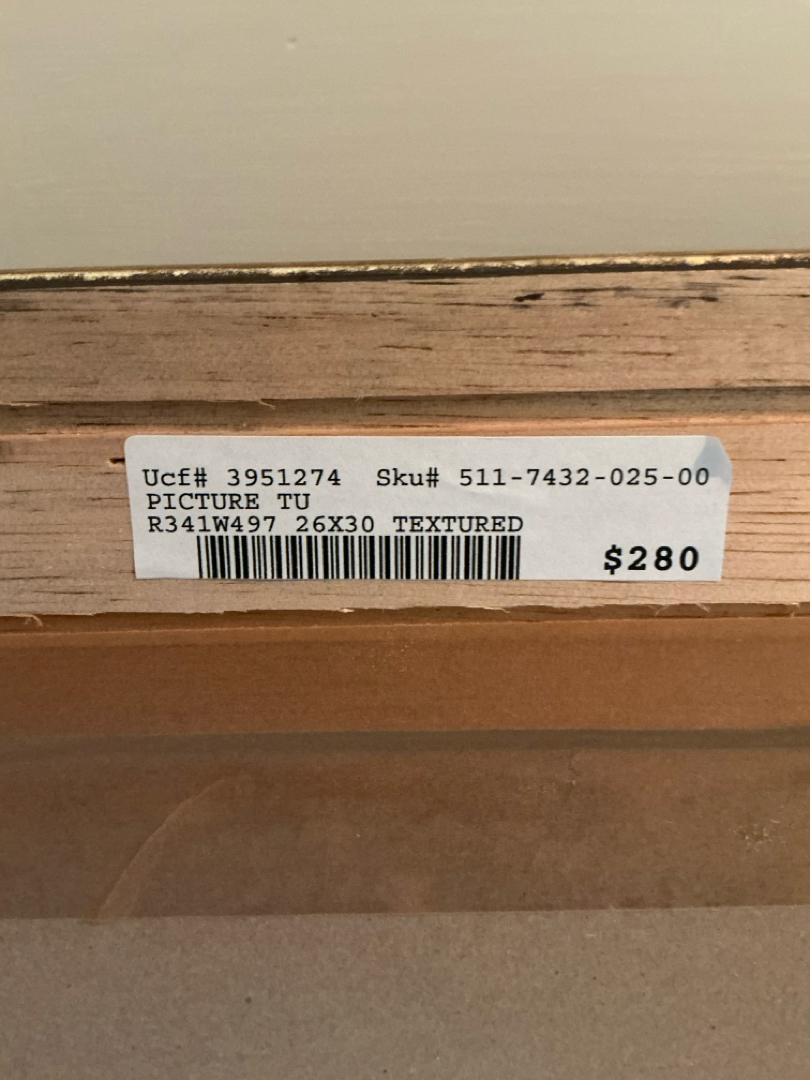 Ucf# 3951274 Sku# 511-7432-025-00
PICTURE TU
R341W497 26X30 TEXTURED
$280